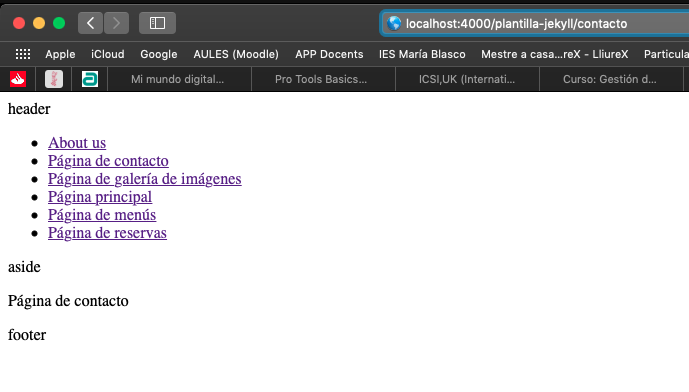 localhost:4000/plantilla-jekyll/contacto
Apple iCloud Google AULES (Moodle) APP Docents IES María Blasco Mestre a casa...reX - LliureX Particula
Mi mundo digital... Pro Tools Basics... ICSI,UK (Internati... Curso: Gestión d...
header
About us
Página de contacto
Página de galería de imágenes
Página principal
Página de menús
Página de reservas
aside
Página de contacto
footer